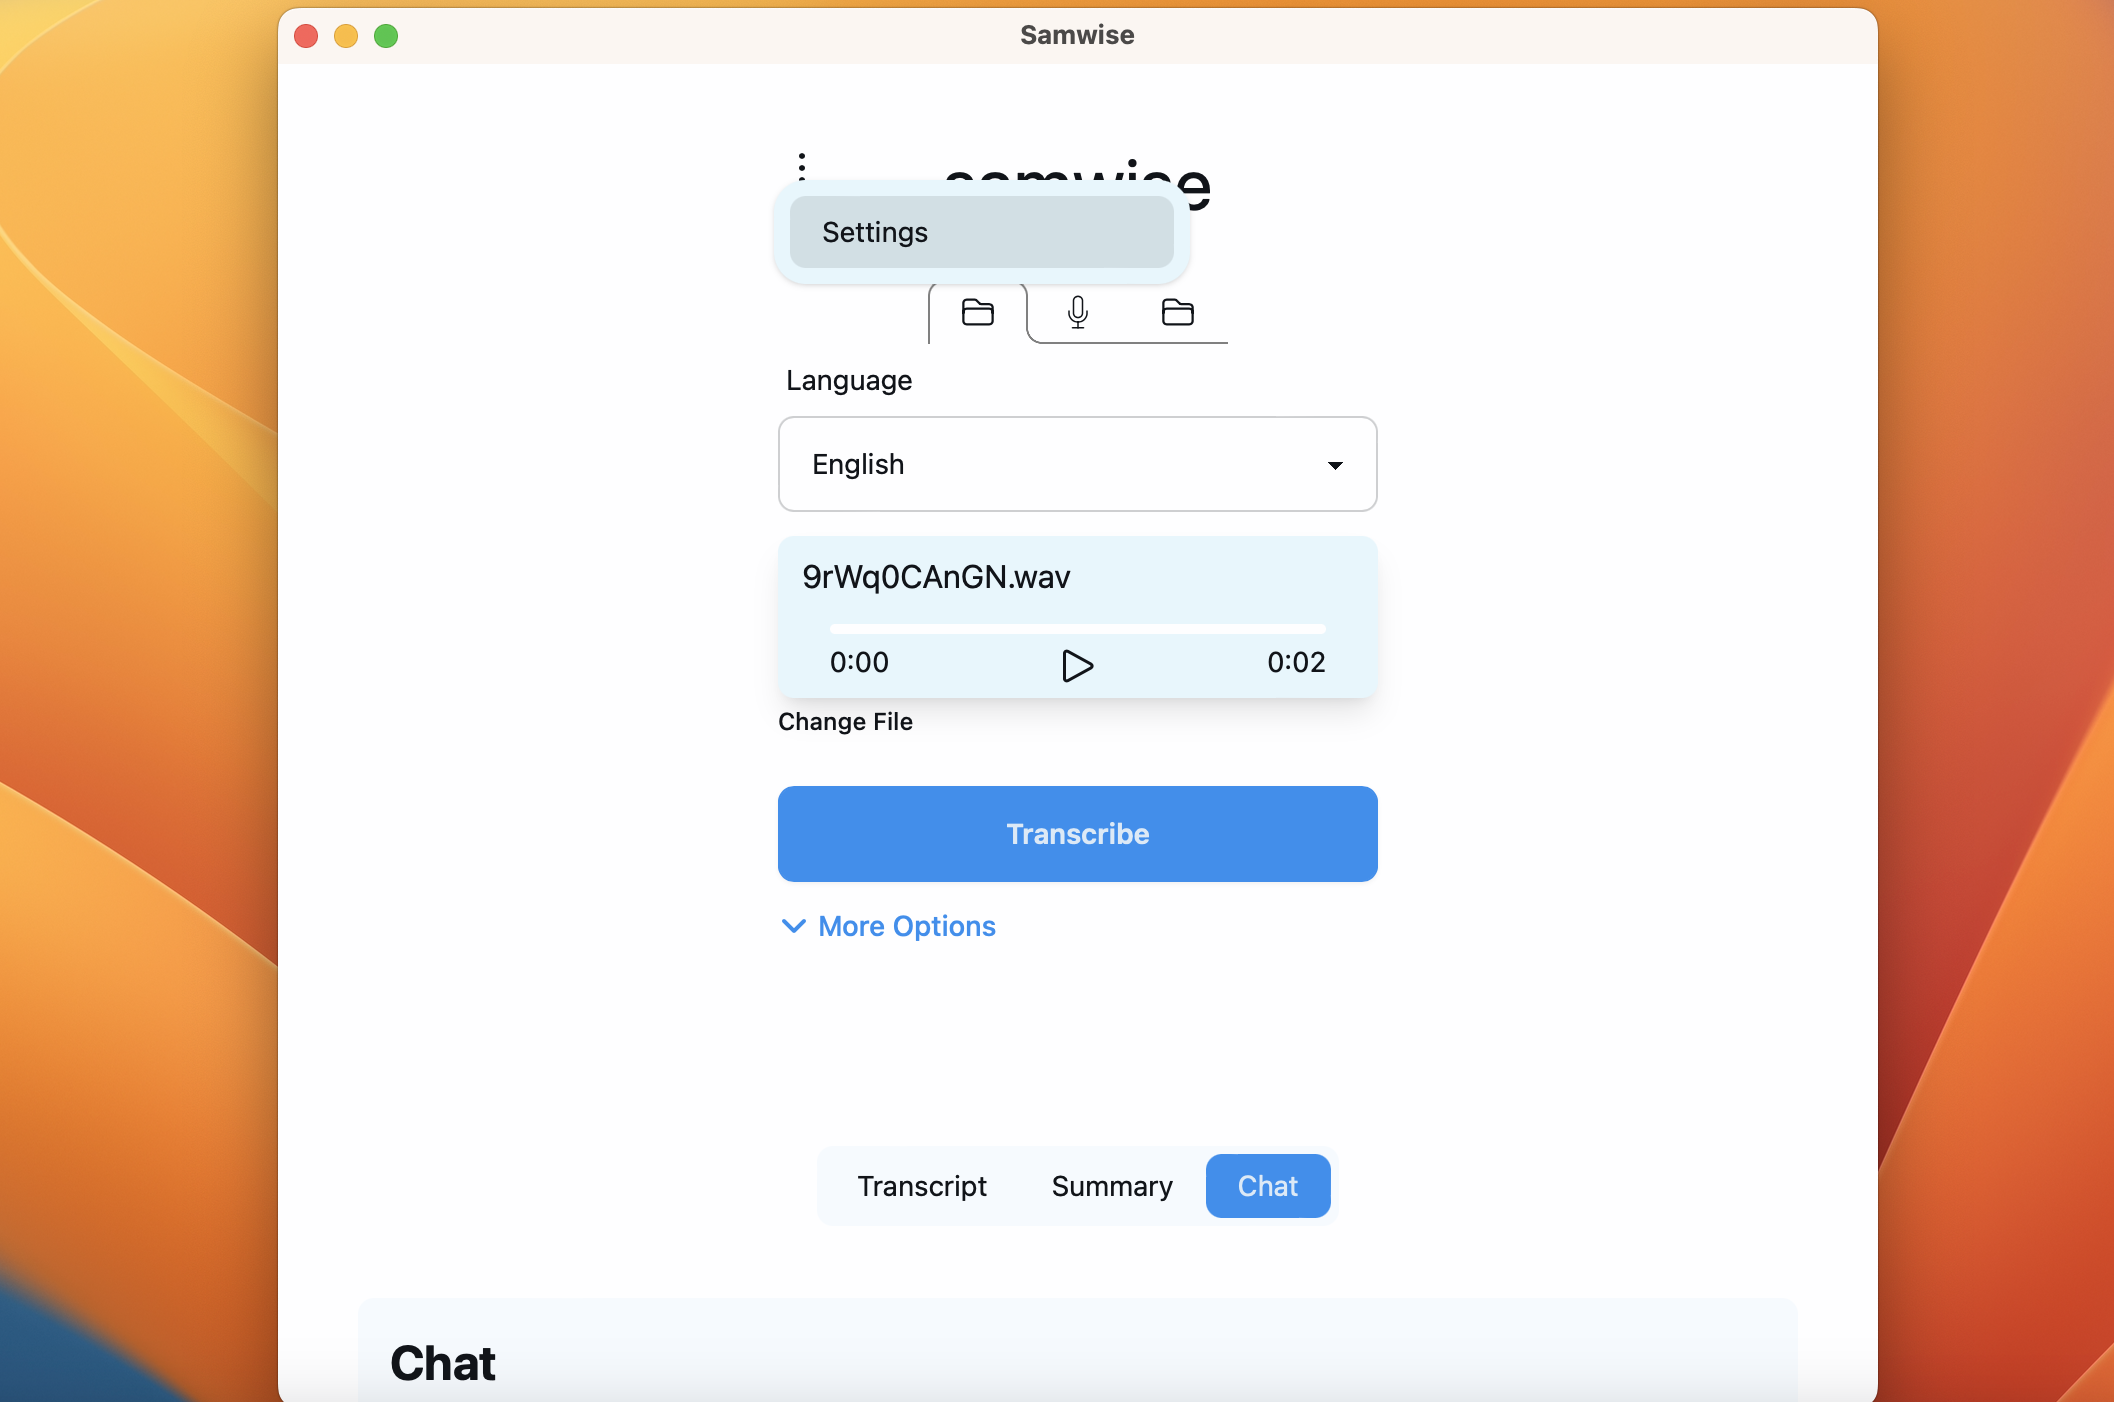 Samwise
samwise
Settings
Language
English
9rWq0CAnGN.wav
0:00 0:02
Change File
Transcribe
More Options
Transcript Summary Chat
Chat